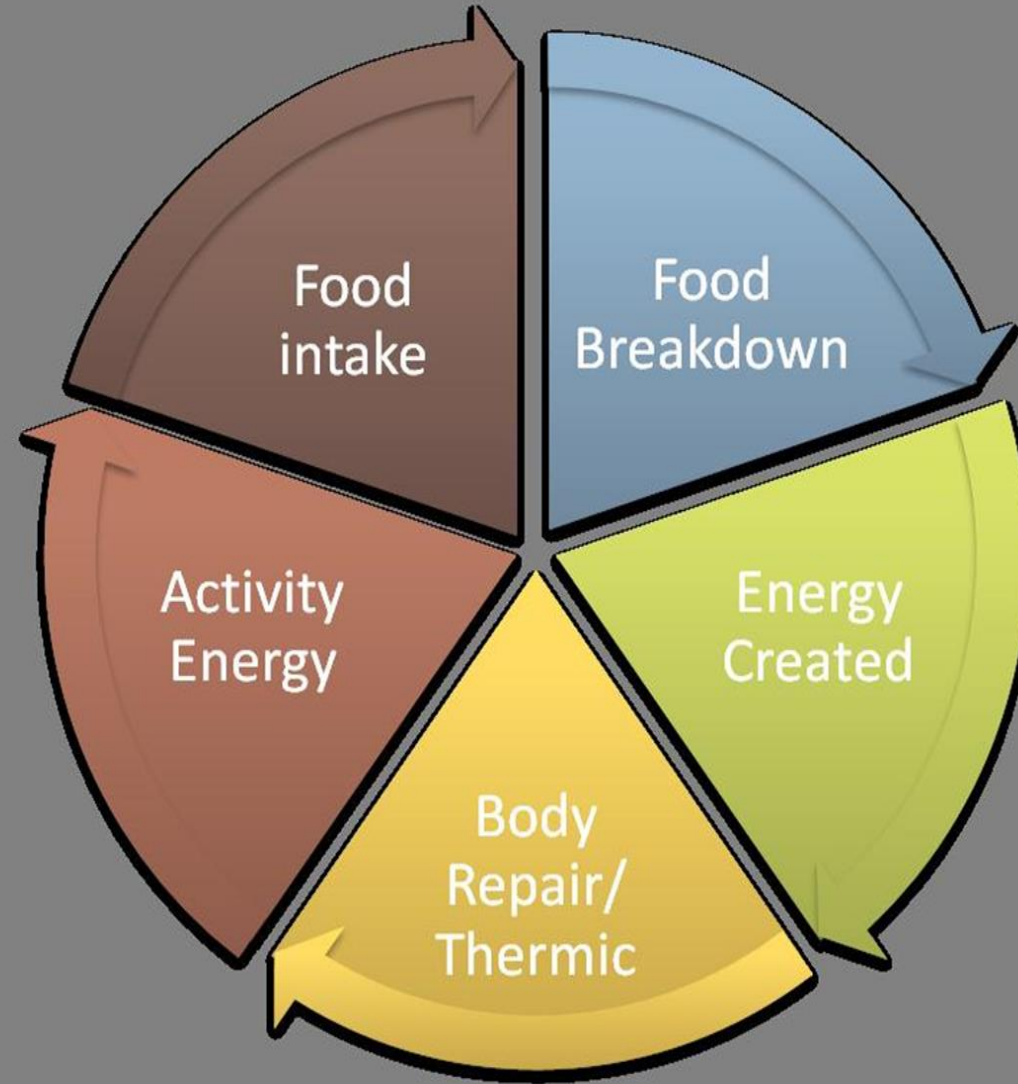 Food
intake
Food
Breakdown
Energy
Created
Body
Repair/
Thermic
Activity
Energy